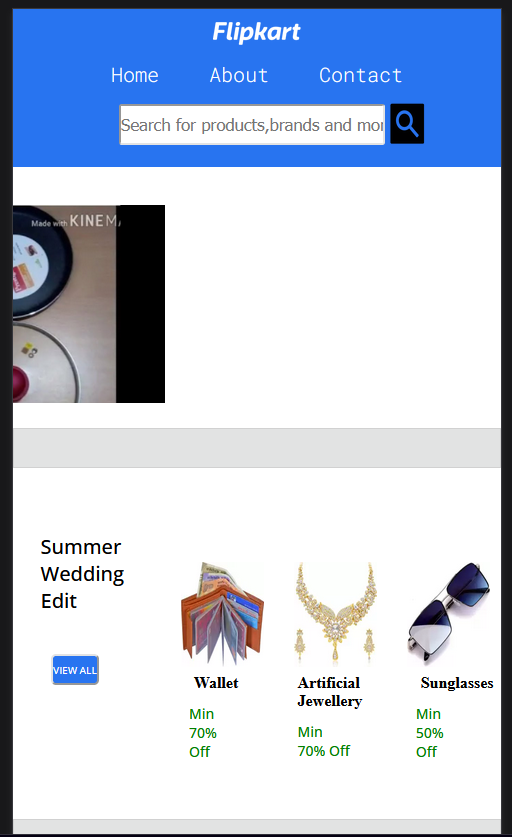 Flipkart
Home About Contact
Search for products,brands and mor
Made with KINEMA
Summer
Wedding
Edit
VIEW ALL
Wallet
Min
70%
Off
Artificial
Jewellery
Min
70% Off
Sunglasses
Min
50%
Off